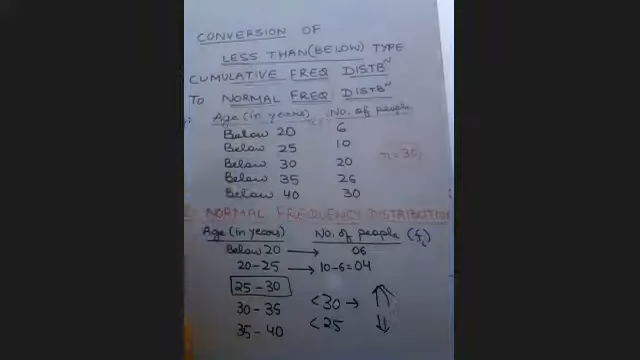 CONVERSION OF
LESS THAN (BELOW) TYPE
CUMULATIVE FREQ DISTBᴺ
TO NORMAL FREQ DISTBᴺ
Age (in years) No. of people
Below 20 6
Below 25 10
Below 30 20 n = 30
Below 35 26
Below 40 30
NORMAL FREQUENCY DISTRIBUTION
Age (in years) No. of people (fᵢ)
Below 20 → 06
20-25 → 10-6=04
25-30
30-35 <30 →
35-40 <25